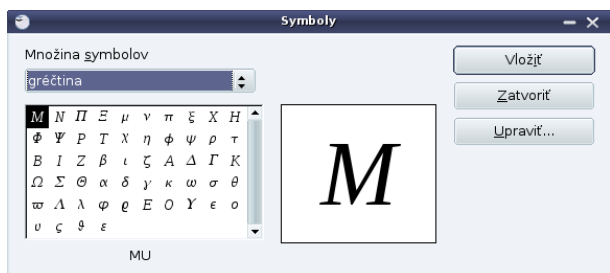 Symboly
Množina symbolov
gréčtina
Vložiť
Zatvoriť
Upraviť...
M N Π Ξ μ ν π ξ X H
Φ Ψ P T χ η ϕ ψ ρ τ
B I Z β ι ζ A Δ Γ K
Ω Σ Θ α δ γ κ ω σ θ
ϖ Λ λ φ ϱ E O Υ ϵ ο
υ ς ϑ ε
M
MU